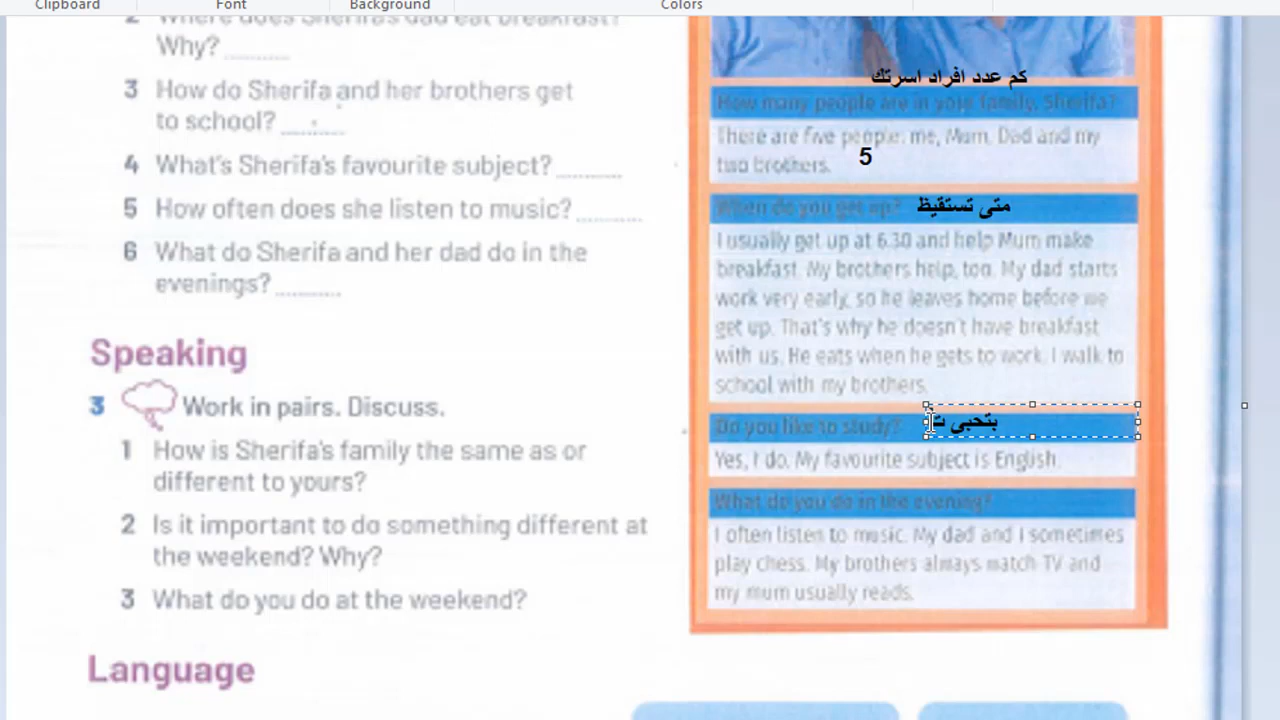 Clipboard
Font
Background
Colors
2 Where does Sherifa's dad eat breakfast?
Why?
3 How do Sherifa and her brothers get
to school?
4 What's Sherifa's favourite subject?
5 How often does she listen to music?
6 What do Sherifa and her dad do in the
evenings?
Speaking
3 Work in pairs. Discuss.
1 How is Sherifa's family the same as or
different to yours?
2 Is it important to do something different at
the weekend? Why?
3 What do you do at the weekend?
Language
كم عدد افراد اسرتك
How many people are in your family, Sherifa?
There are five people: me, Mum, Dad and my
two brothers.
5
When do you get up? متى تستقيظ
I usually get up at 6.30 and help Mum make
breakfast. My brothers help, too. My dad starts
work very early, so he leaves home before we
get up. That's why he doesn't have breakfast
with us. He eats when he gets to work. I walk to
school with my brothers.
Do you like to study? بتحبى ت
Yes, I do. My favourite subject is English.
What do you do in the evening?
I often listen to music. My dad and I sometimes
play chess. My brothers always watch TV and
my mum usually reads.